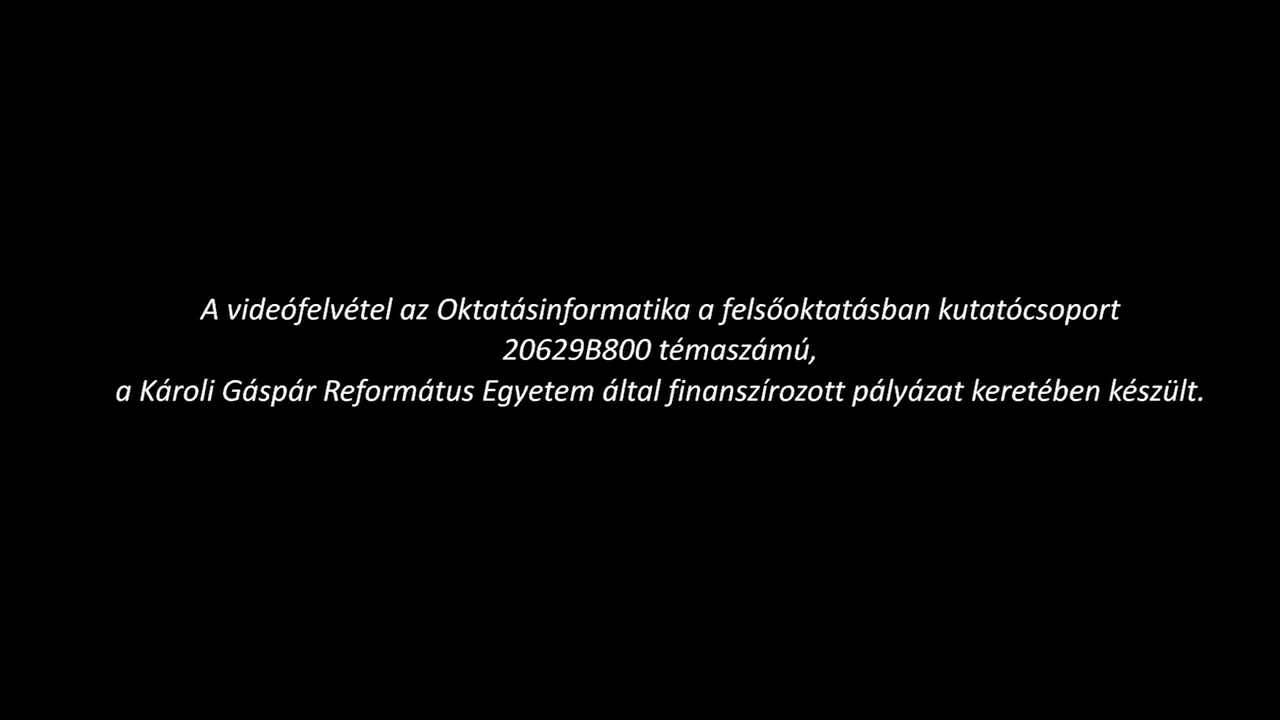 A videófelvétel az Oktatásinformatika a felsőoktatásban kutatócsoport
20629B800 témaszámú,
a Károli Gáspár Református Egyetem által finanszírozott pályázat keretében készült.